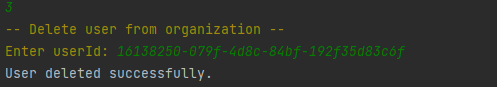 3
-- Delete user from organization --
Enter userId: 16138250-079f-4d8c-84bf-192f35d83c6f
User deleted successfully.